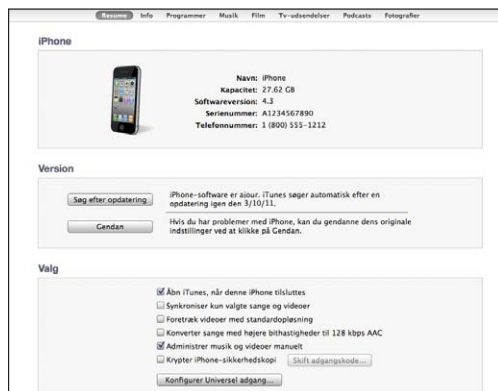 Resume Info Programmer Musik Film Tv-udsendelser Podcasts Fotografier
iPhone
Navn: iPhone
Kapacitet: 27.62 GB
Softwareversion: 4.3
Serienummer: A1234567890
Telefonnummer: 1 (800) 555-1212
Version
Søg efter opdatering
iPhone-software er ajour. iTunes søger automatisk efter en
opdatering igen den 3/10/11.
Gendan
Hvis du har problemer med iPhone, kan du gendanne dens originale
indstillinger ved at klikke på Gendan.
Valg
Åbn iTunes, når denne iPhone tilsluttes
Synkroniser kun valgte sange og videoer
Foretræk videoer med standardopløsning
Konverter sange med højere bithastigheder til 128 kbps AAC
Administrer musik og videoer manuelt
Krypter iPhone-sikkerhedskopi Skift adgangskode...
Konfigurer Universel adgang...